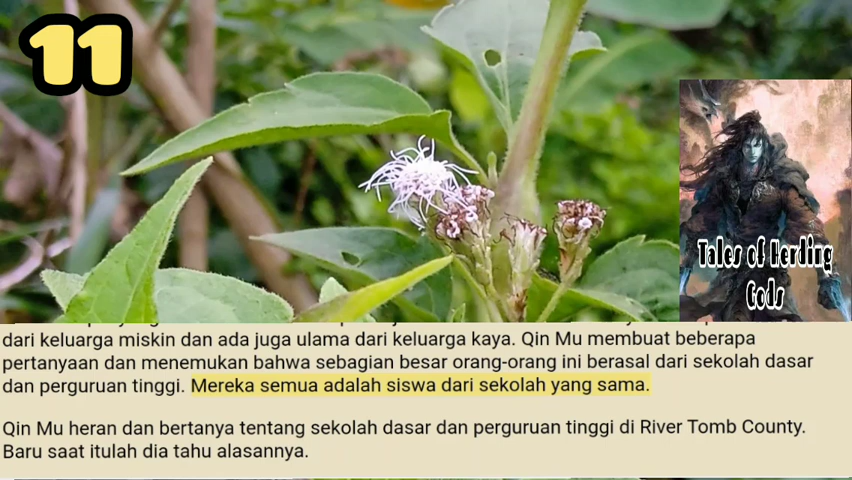 11
Tales of Herding
Gods
dari keluarga miskin dan ada juga ulama dari keluarga kaya. Qin Mu membuat beberapa
pertanyaan dan menemukan bahwa sebagian besar orang-orang ini berasal dari sekolah dasar
dan perguruan tinggi. Mereka semua adalah siswa dari sekolah yang sama.
Qin Mu heran dan bertanya tentang sekolah dasar dan perguruan tinggi di River Tomb County.
Baru saat itulah dia tahu alasannya.